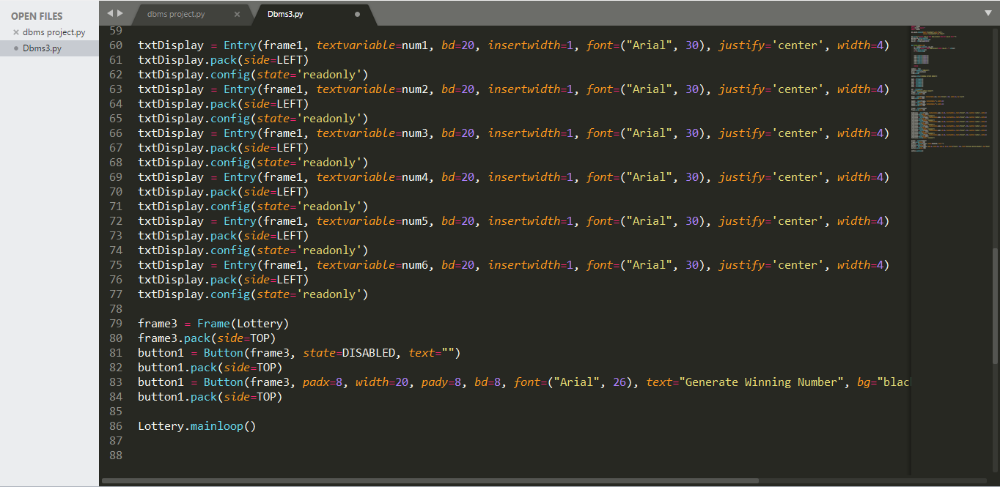 OPEN FILES
dbms project.py
Dbms3.py
dbms project.py
Dbms3.py
59
60 txtDisplay = Entry(frame1, textvariable=num1, bd=20, insertwidth=1, font=("Arial", 30), justify='center', width=4)
61 txtDisplay.pack(side=LEFT)
62 txtDisplay.config(state='readonly')
63 txtDisplay = Entry(frame1, textvariable=num2, bd=20, insertwidth=1, font=("Arial", 30), justify='center', width=4)
64 txtDisplay.pack(side=LEFT)
65 txtDisplay.config(state='readonly')
66 txtDisplay = Entry(frame1, textvariable=num3, bd=20, insertwidth=1, font=("Arial", 30), justify='center', width=4)
67 txtDisplay.pack(side=LEFT)
68 txtDisplay.config(state='readonly')
69 txtDisplay = Entry(frame1, textvariable=num4, bd=20, insertwidth=1, font=("Arial", 30), justify='center', width=4)
70 txtDisplay.pack(side=LEFT)
71 txtDisplay.config(state='readonly')
72 txtDisplay = Entry(frame1, textvariable=num5, bd=20, insertwidth=1, font=("Arial", 30), justify='center', width=4)
73 txtDisplay.pack(side=LEFT)
74 txtDisplay.config(state='readonly')
75 txtDisplay = Entry(frame1, textvariable=num6, bd=20, insertwidth=1, font=("Arial", 30), justify='center', width=4)
76 txtDisplay.pack(side=LEFT)
77 txtDisplay.config(state='readonly')
78
79 frame3 = Frame(Lottery)
80 frame3.pack(side=TOP)
81 button1 = Button(frame3, state=DISABLED, text="")
82 button1.pack(side=TOP)
83 button1 = Button(frame3, padx=8, width=20, pady=8, bd=8, font=("Arial", 26), text="Generate Winning Number", bg="blac
84 button1.pack(side=TOP)
85
86 Lottery.mainloop()
87
88